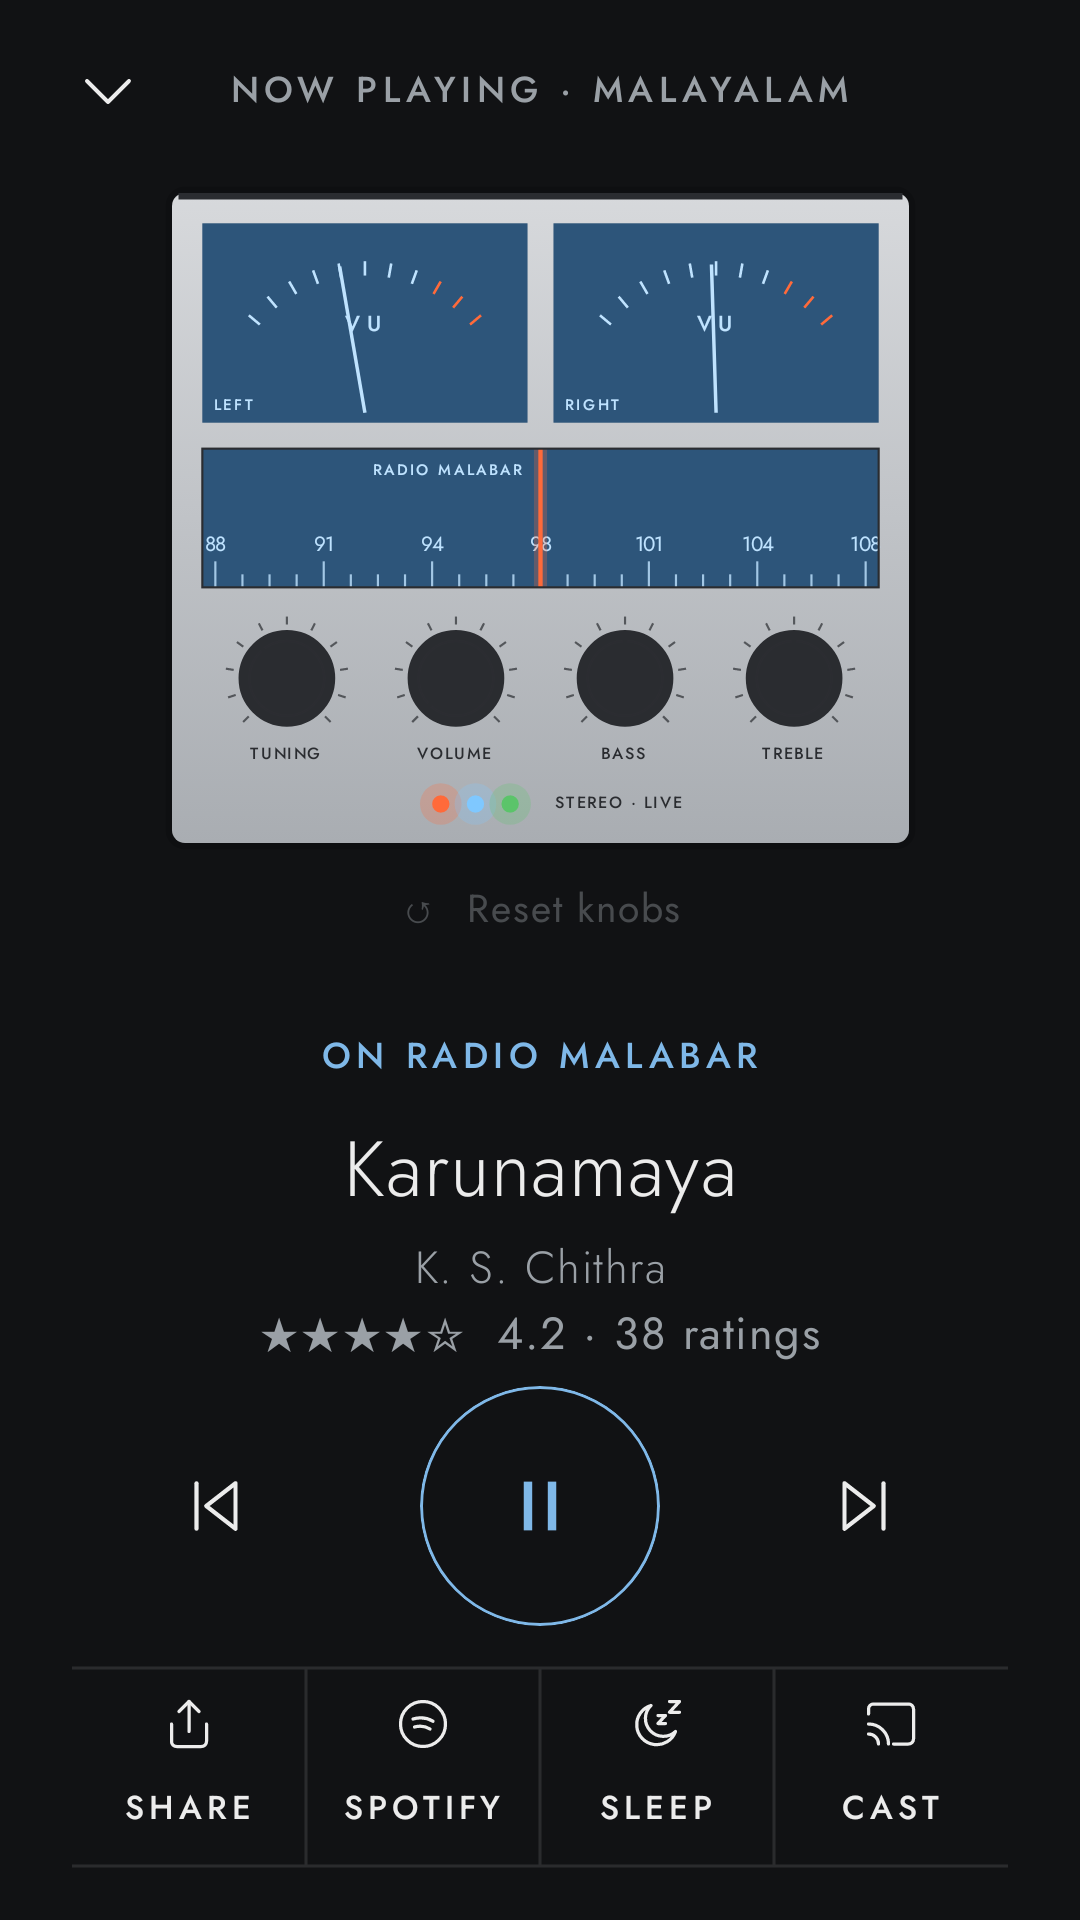 NOW PLAYING · MALAYALAM
VU
VU
LEFT
RIGHT
RADIO MALABAR
88 91 94 98 101 104 108
TUNING VOLUME BASS TREBLE
STEREO · LIVE
Reset knobs
ON RADIO MALABAR
Karunamaya
K. S. Chithra
★★★★☆ 4.2 · 38 ratings
SHARE SPOTIFY SLEEP CAST